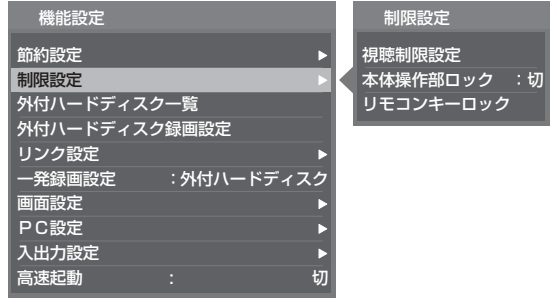 機能設定
節約設定 ▶
制限設定 ▶
外付ハードディスク一覧
外付ハードディスク録画設定
リンク設定 ▶
一発録画設定 ：外付ハードディスク
画面設定 ▶
ＰＣ設定 ▶
入出力設定 ▶
高速起動 ： 切
制限設定
視聴制限設定
本体操作部ロック ：切
リモコンキーロック